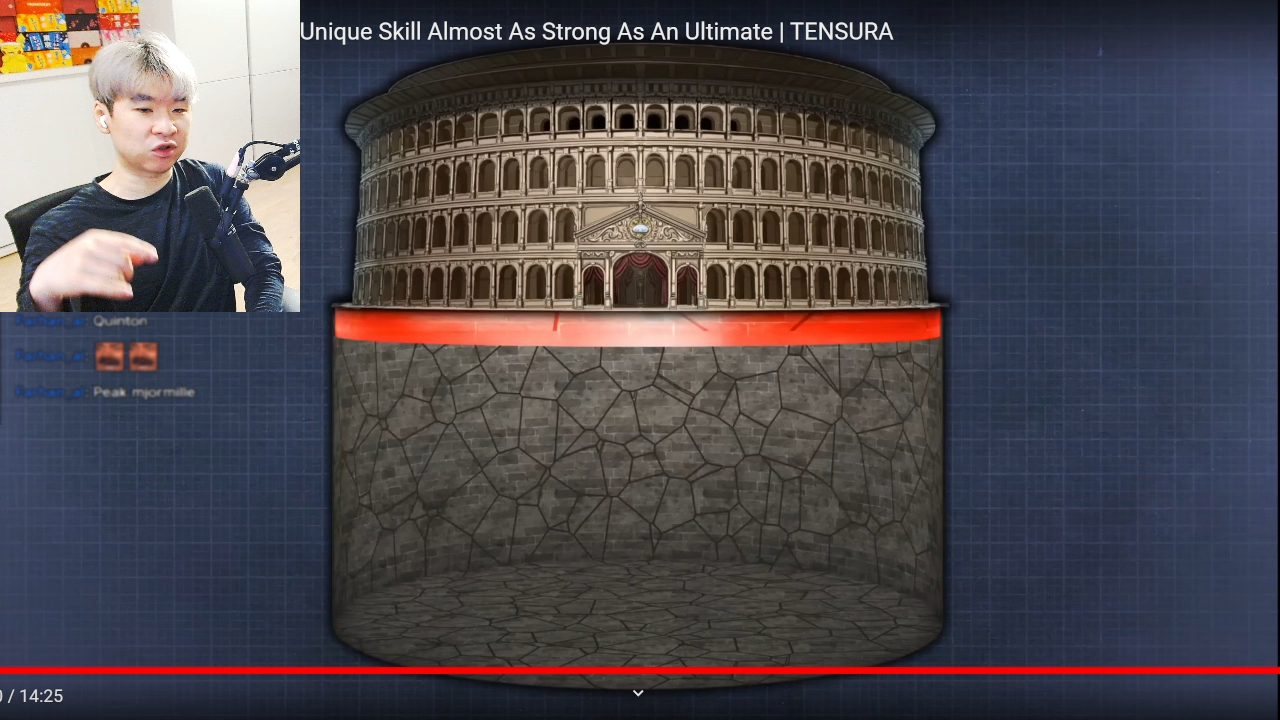 Unique Skill Almost As Strong As An Ultimate | TENSURA
Quinton
Peak mjormille
/ 14:25